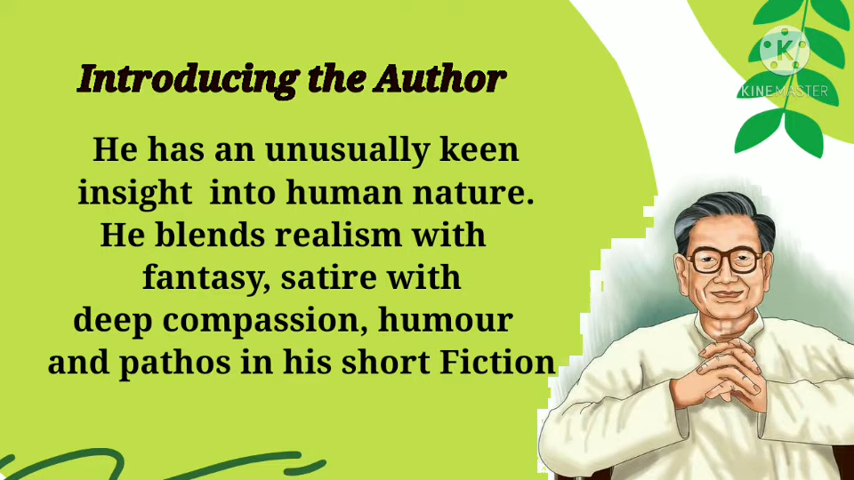 KINEMASTER
Introducing the Author
He has an unusually keen
insight into human nature.
He blends realism with
fantasy, satire with
deep compassion, humour
and pathos in his short Fiction